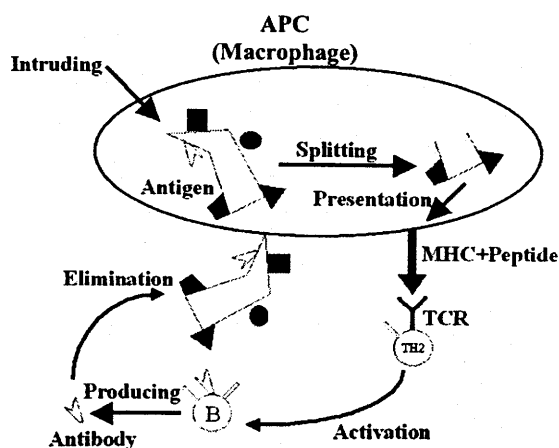 APC
(Macrophage)
Intruding
Splitting
Antigen
Presentation
MHC+Peptide
Elimination
TCR
TH2
Producing
B
Antibody
Activation